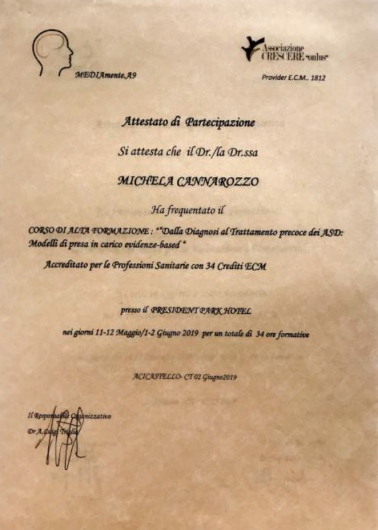 MEDIAmente.A9
Associazione
CRESCERE "onlus"
Provider E.C.M.. 1812
Attestato di Partecipazione
Si attesta che il Dr./la Dr.ssa
MICHELA CANNAROZZO
Ha frequentato il
CORSO DI ALTA FORMAZIONE : ""Dalla Diagnosi al Trattamento precoce dei ASD:
Modelli di presa in carico evidenze-based "
Accreditato per le Professioni Sanitarie con 34 Crediti ECM
presso il PRESIDENT PARK HOTEL
nei giorni 11-12 Maggio/1-2 Giugno 2019 per un totale di 34 ore formative
ACICASTELLO- CT 02 Giugno2019
Il Responsabile Organizzativo
Dr A.